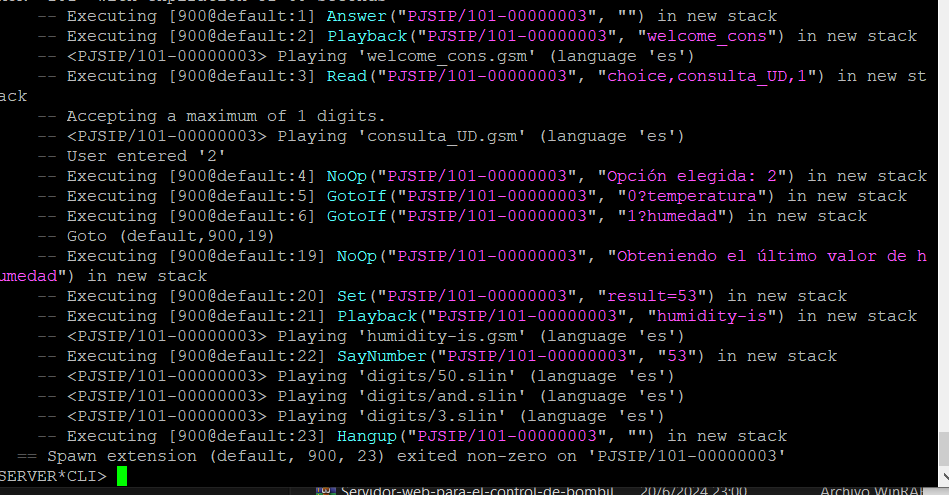 -- Executing [900@default:1] Answer("PJSIP/101-00000003", "") in new stack
-- Executing [900@default:2] Playback("PJSIP/101-00000003", "welcome_cons") in new stack
-- <PJSIP/101-00000003> Playing 'welcome_cons.gsm' (language 'es')
-- Executing [900@default:3] Read("PJSIP/101-00000003", "choice,consulta_UD,1") in new st
ack
-- Accepting a maximum of 1 digits.
-- <PJSIP/101-00000003> Playing 'consulta_UD.gsm' (language 'es')
-- User entered '2'
-- Executing [900@default:4] NoOp("PJSIP/101-00000003", "Opción elegida: 2") in new stack
-- Executing [900@default:5] GotoIf("PJSIP/101-00000003", "0?temperatura") in new stack
-- Executing [900@default:6] GotoIf("PJSIP/101-00000003", "1?humedad") in new stack
-- Goto (default,900,19)
-- Executing [900@default:19] NoOp("PJSIP/101-00000003", "Obteniendo el último valor de h
umedad") in new stack
-- Executing [900@default:20] Set("PJSIP/101-00000003", "result=53") in new stack
-- Executing [900@default:21] Playback("PJSIP/101-00000003", "humidity-is") in new stack
-- <PJSIP/101-00000003> Playing 'humidity-is.gsm' (language 'es')
-- Executing [900@default:22] SayNumber("PJSIP/101-00000003", "53") in new stack
-- <PJSIP/101-00000003> Playing 'digits/50.slin' (language 'es')
-- <PJSIP/101-00000003> Playing 'digits/and.slin' (language 'es')
-- <PJSIP/101-00000003> Playing 'digits/3.slin' (language 'es')
-- Executing [900@default:23] Hangup("PJSIP/101-00000003", "") in new stack
== Spawn extension (default, 900, 23) exited non-zero on 'PJSIP/101-00000003'
SERVER*CLI>
Servidor-web-para-el-control-de-bombil 20/6/2024 23:00 Archivo WinRA